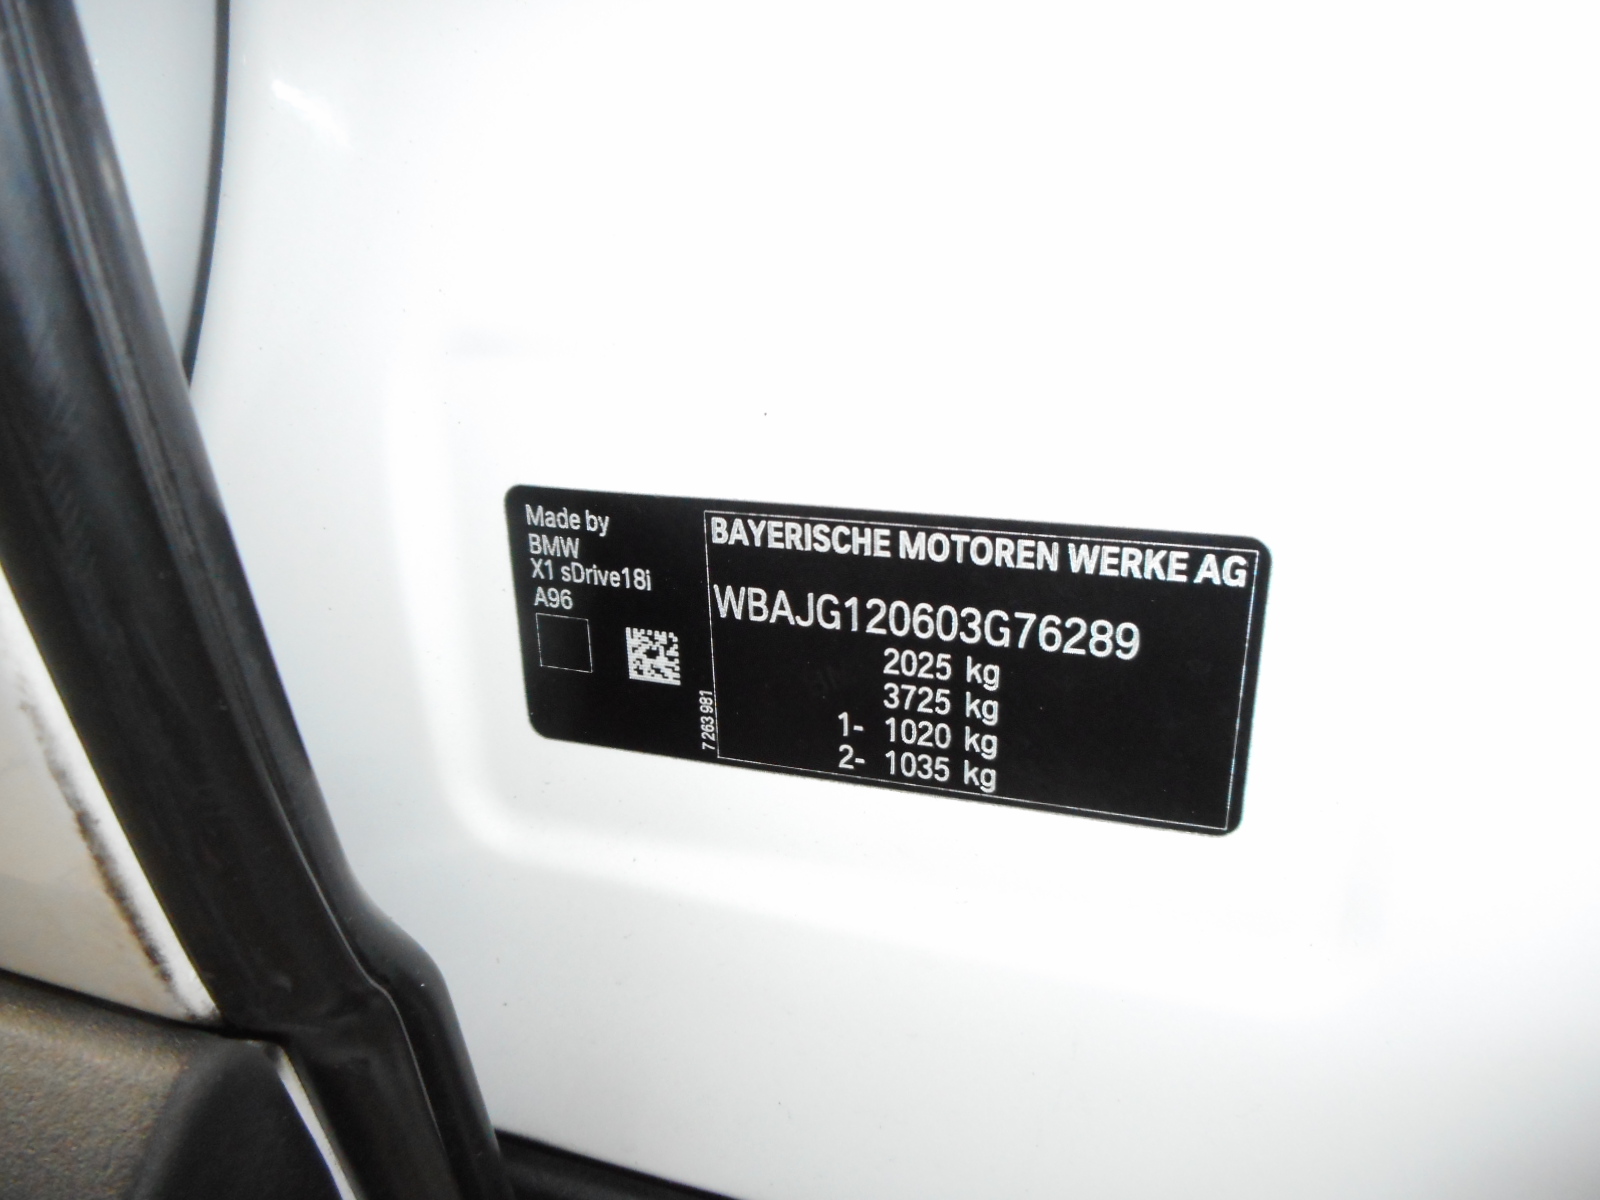 Made by
BMW
X1 sDrive18i
A96
7 263 981
BAYERISCHE MOTOREN WERKE AG
WBAJG120603G76289
2025 kg
3725 kg
1- 1020 kg
2- 1035 kg